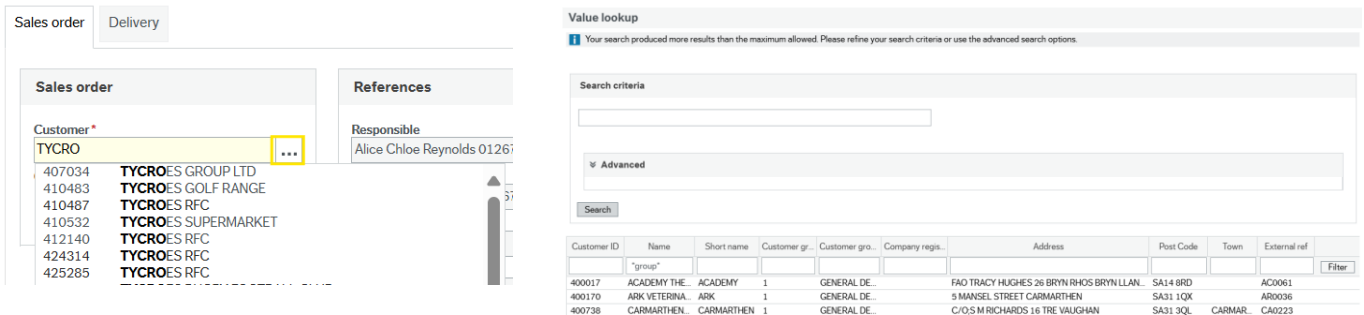 Sales order Delivery
Sales order
References
Customer*
TYCRO
...
Responsible
Alice Chloe Reynolds 01267
407034 TYCROES GROUP LTD
410483 TYCROES GOLF RANGE
410487 TYCROES RFC
410532 TYCROES SUPERMARKET
412140 TYCROES RFC
424314 TYCROES RFC
425285 TYCROES RFC
Value lookup
Your search produced more results than the maximum allowed. Please refine your search criteria or use the advanced search options.
Search criteria
Advanced
Search
Customer ID Name Short name Customer gr... Customer gro... Company regis... Address Post Code Town External ref
*group* Filter
400017 ACADEMY THE... ACADEMY 1 GENERAL DE... FAO TRACY HUGHES 26 BRYN RHOS BRYN LLAN... SA14 8RD AC0061
400170 ARK VETERINA... ARK 1 GENERAL DE... 5 MANSEL STREET CARMARTHEN SA31 1QX AR0036
400738 CARMARTHEN... CARMARTHEN 1 GENERAL DE... C/O;S M RICHARDS 16 TRE VAUGHAN SA31 3QL CARMAR... CA0223